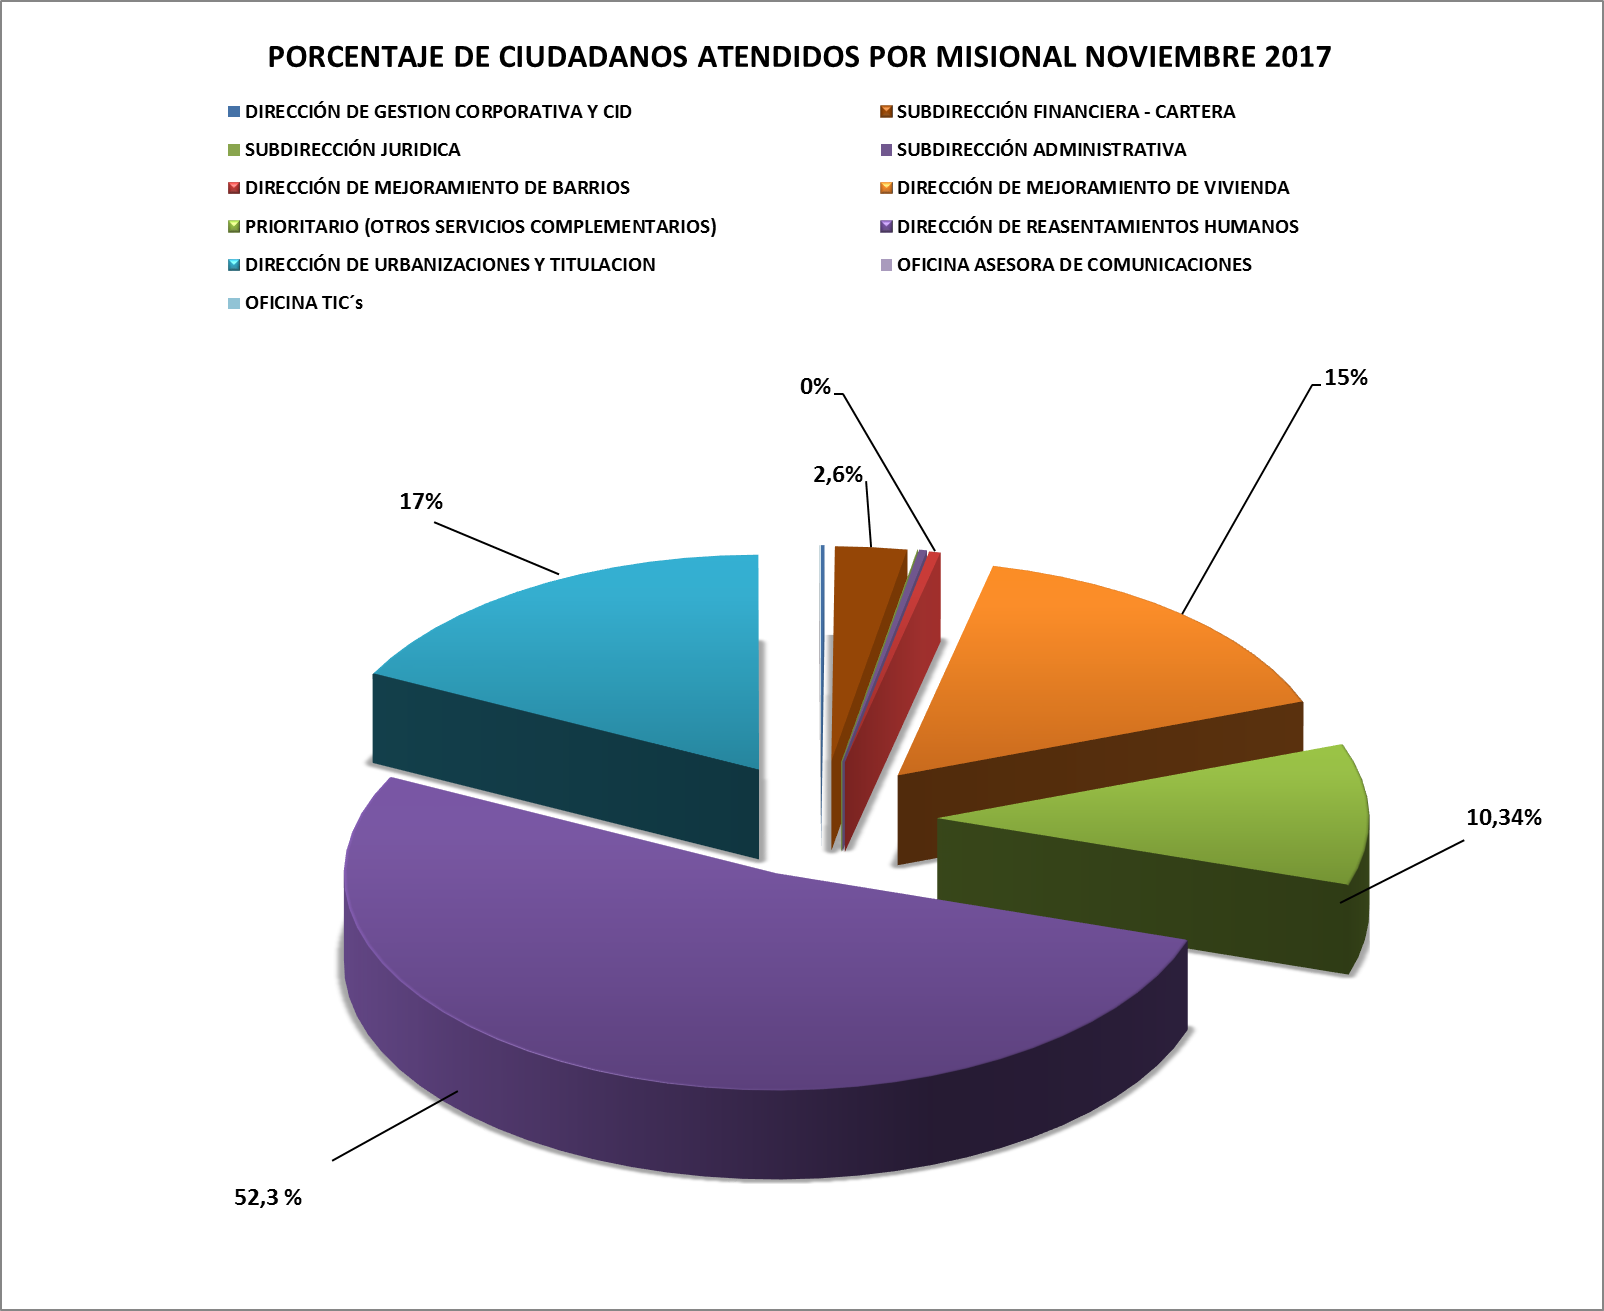 PORCENTAJE DE CIUDADANOS ATENDIDOS POR MISIONAL NOVIEMBRE 2017
DIRECCIÓN DE GESTION CORPORATIVA Y CID
SUBDIRECCIÓN FINANCIERA - CARTERA
SUBDIRECCIÓN JURIDICA
SUBDIRECCIÓN ADMINISTRATIVA
DIRECCIÓN DE MEJORAMIENTO DE BARRIOS
DIRECCIÓN DE MEJORAMIENTO DE VIVIENDA
PRIORITARIO (OTROS SERVICIOS COMPLEMENTARIOS)
DIRECCIÓN DE REASENTAMIENTOS HUMANOS
DIRECCIÓN DE URBANIZACIONES Y TITULACION
OFICINA ASESORA DE COMUNICACIONES
OFICINA TIC´s
0%
15%
2,6%
17%
10,34%
52,3 %